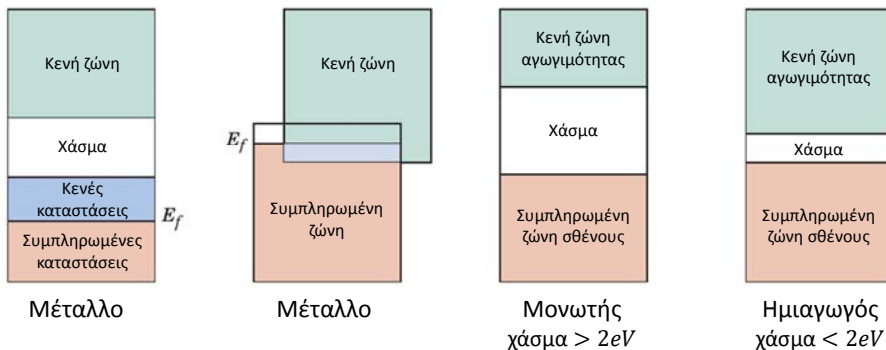 Κενή ζώνη
Χάσμα
Κενές
καταστάσεις
E_f
Συμπληρωμένες
καταστάσεις
Μέταλλο
Κενή ζώνη
E_f
Συμπληρωμένη
ζώνη
Μέταλλο
Κενή ζώνη
αγωγιμότητας
Χάσμα
Συμπληρωμένη
ζώνη σθένους
Μονωτής
χάσμα > 2eV
Κενή ζώνη
αγωγιμότητας
Χάσμα
Συμπληρωμένη
ζώνη σθένους
Ημιαγωγός
χάσμα < 2eV